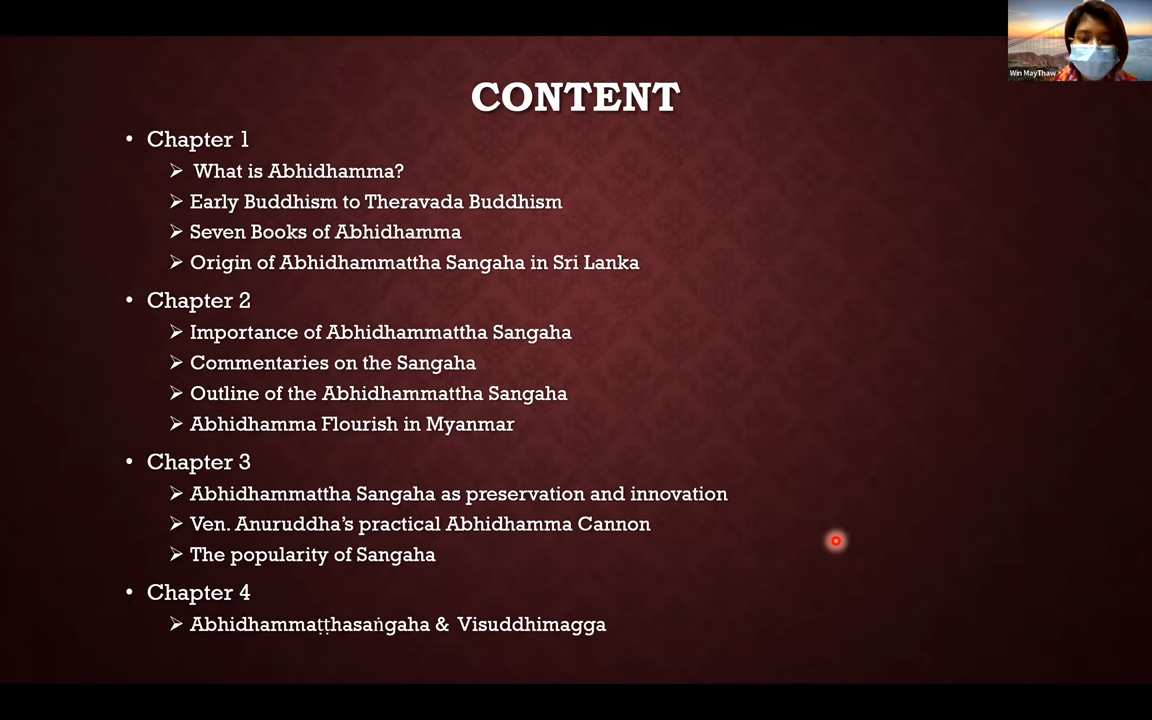 Win MayThaw
CONTENT
• Chapter 1
➢ What is Abhidhamma?
➢ Early Buddhism to Theravada Buddhism
➢ Seven Books of Abhidhamma
➢ Origin of Abhidhammattha Sangaha in Sri Lanka
• Chapter 2
➢ Importance of Abhidhammattha Sangaha
➢ Commentaries on the Sangaha
➢ Outline of the Abhidhammattha Sangaha
➢ Abhidhamma Flourish in Myanmar
• Chapter 3
➢ Abhidhammattha Sangaha as preservation and innovation
➢ Ven. Anuruddha’s practical Abhidhamma Cannon
➢ The popularity of Sangaha
• Chapter 4
➢ Abhidhammaṭṭhasaṅgaha & Visuddhimagga